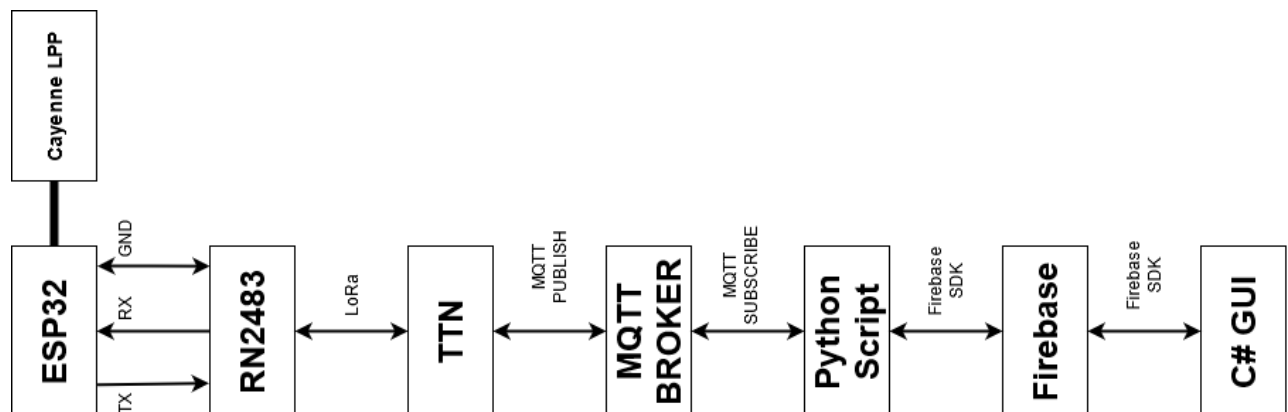 Cayenne LPP
ESP32
GND
RX
TX
RN2483
LoRa
TTN
MQTT
PUBLISH
MQTT
BROKER
MQTT
SUBSCRIBE
Python
Script
Firebase
SDK
Firebase
Firebase
SDK
C# GUI